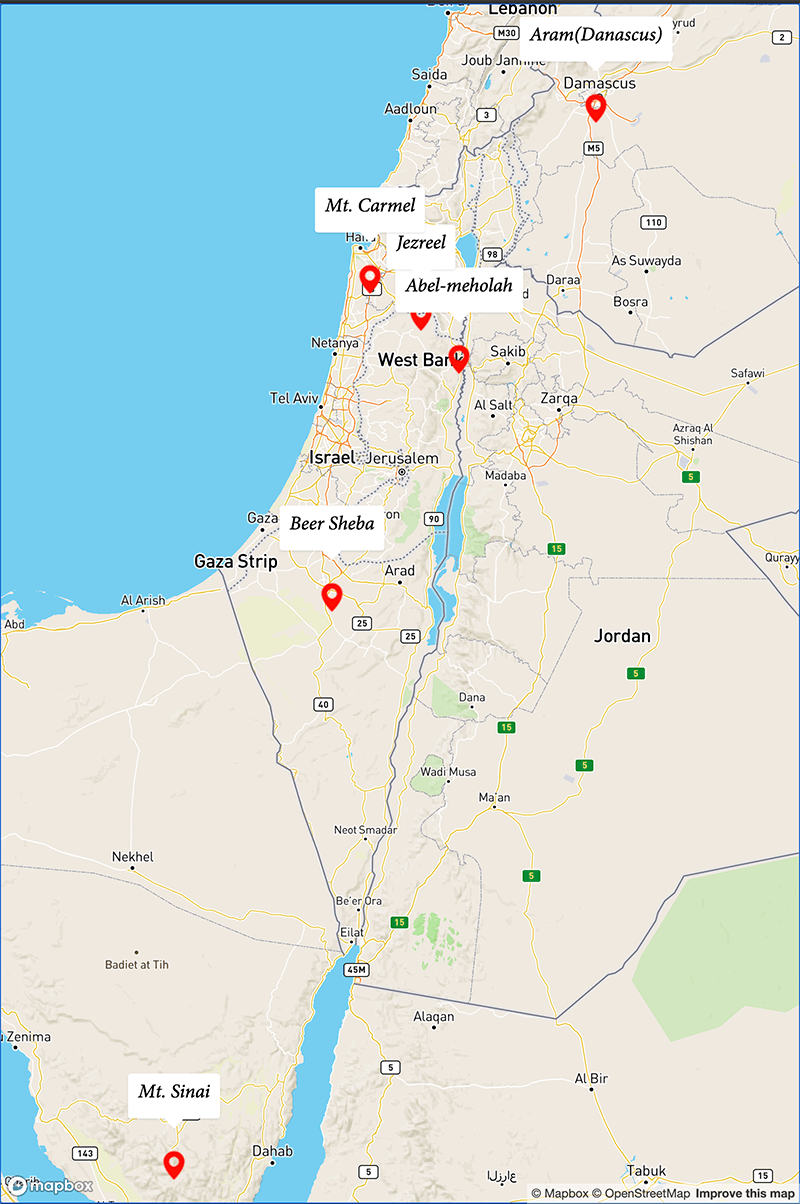 Lebanon
M30
Aram(Danascus)
yrud
2
Joub Jannine
Saida
Damascus
Aadloun
3
M5
Mt. Carmel
110
Jezreel
98
As Suwayda
Abel-meholah
Daraa
Bosra
Netanya
Sakib
West Bank
Safawi
Tel Aviv
Al Salt
Zarqa
Azraq Al
Shishan
Israel
Jerusalem
Madaba
5
Gaza
Beer Sheba
ron
90
15
Gaza Strip
Quray
Arad
Al Arish
Abd
25
25
Jordan
5
40
Dana
15
5
Wadi Musa
Ma'an
Neot Smadar
Nekhel
5
Be'er Ora
15
Eilat
Badiet at Tih
45M
Alaqan
u Zenima
5
Al Bir
Mt. Sinai
143
Dahab
5
Tabuk
15
mapbox
© Mapbox © OpenStreetMap Improve this map